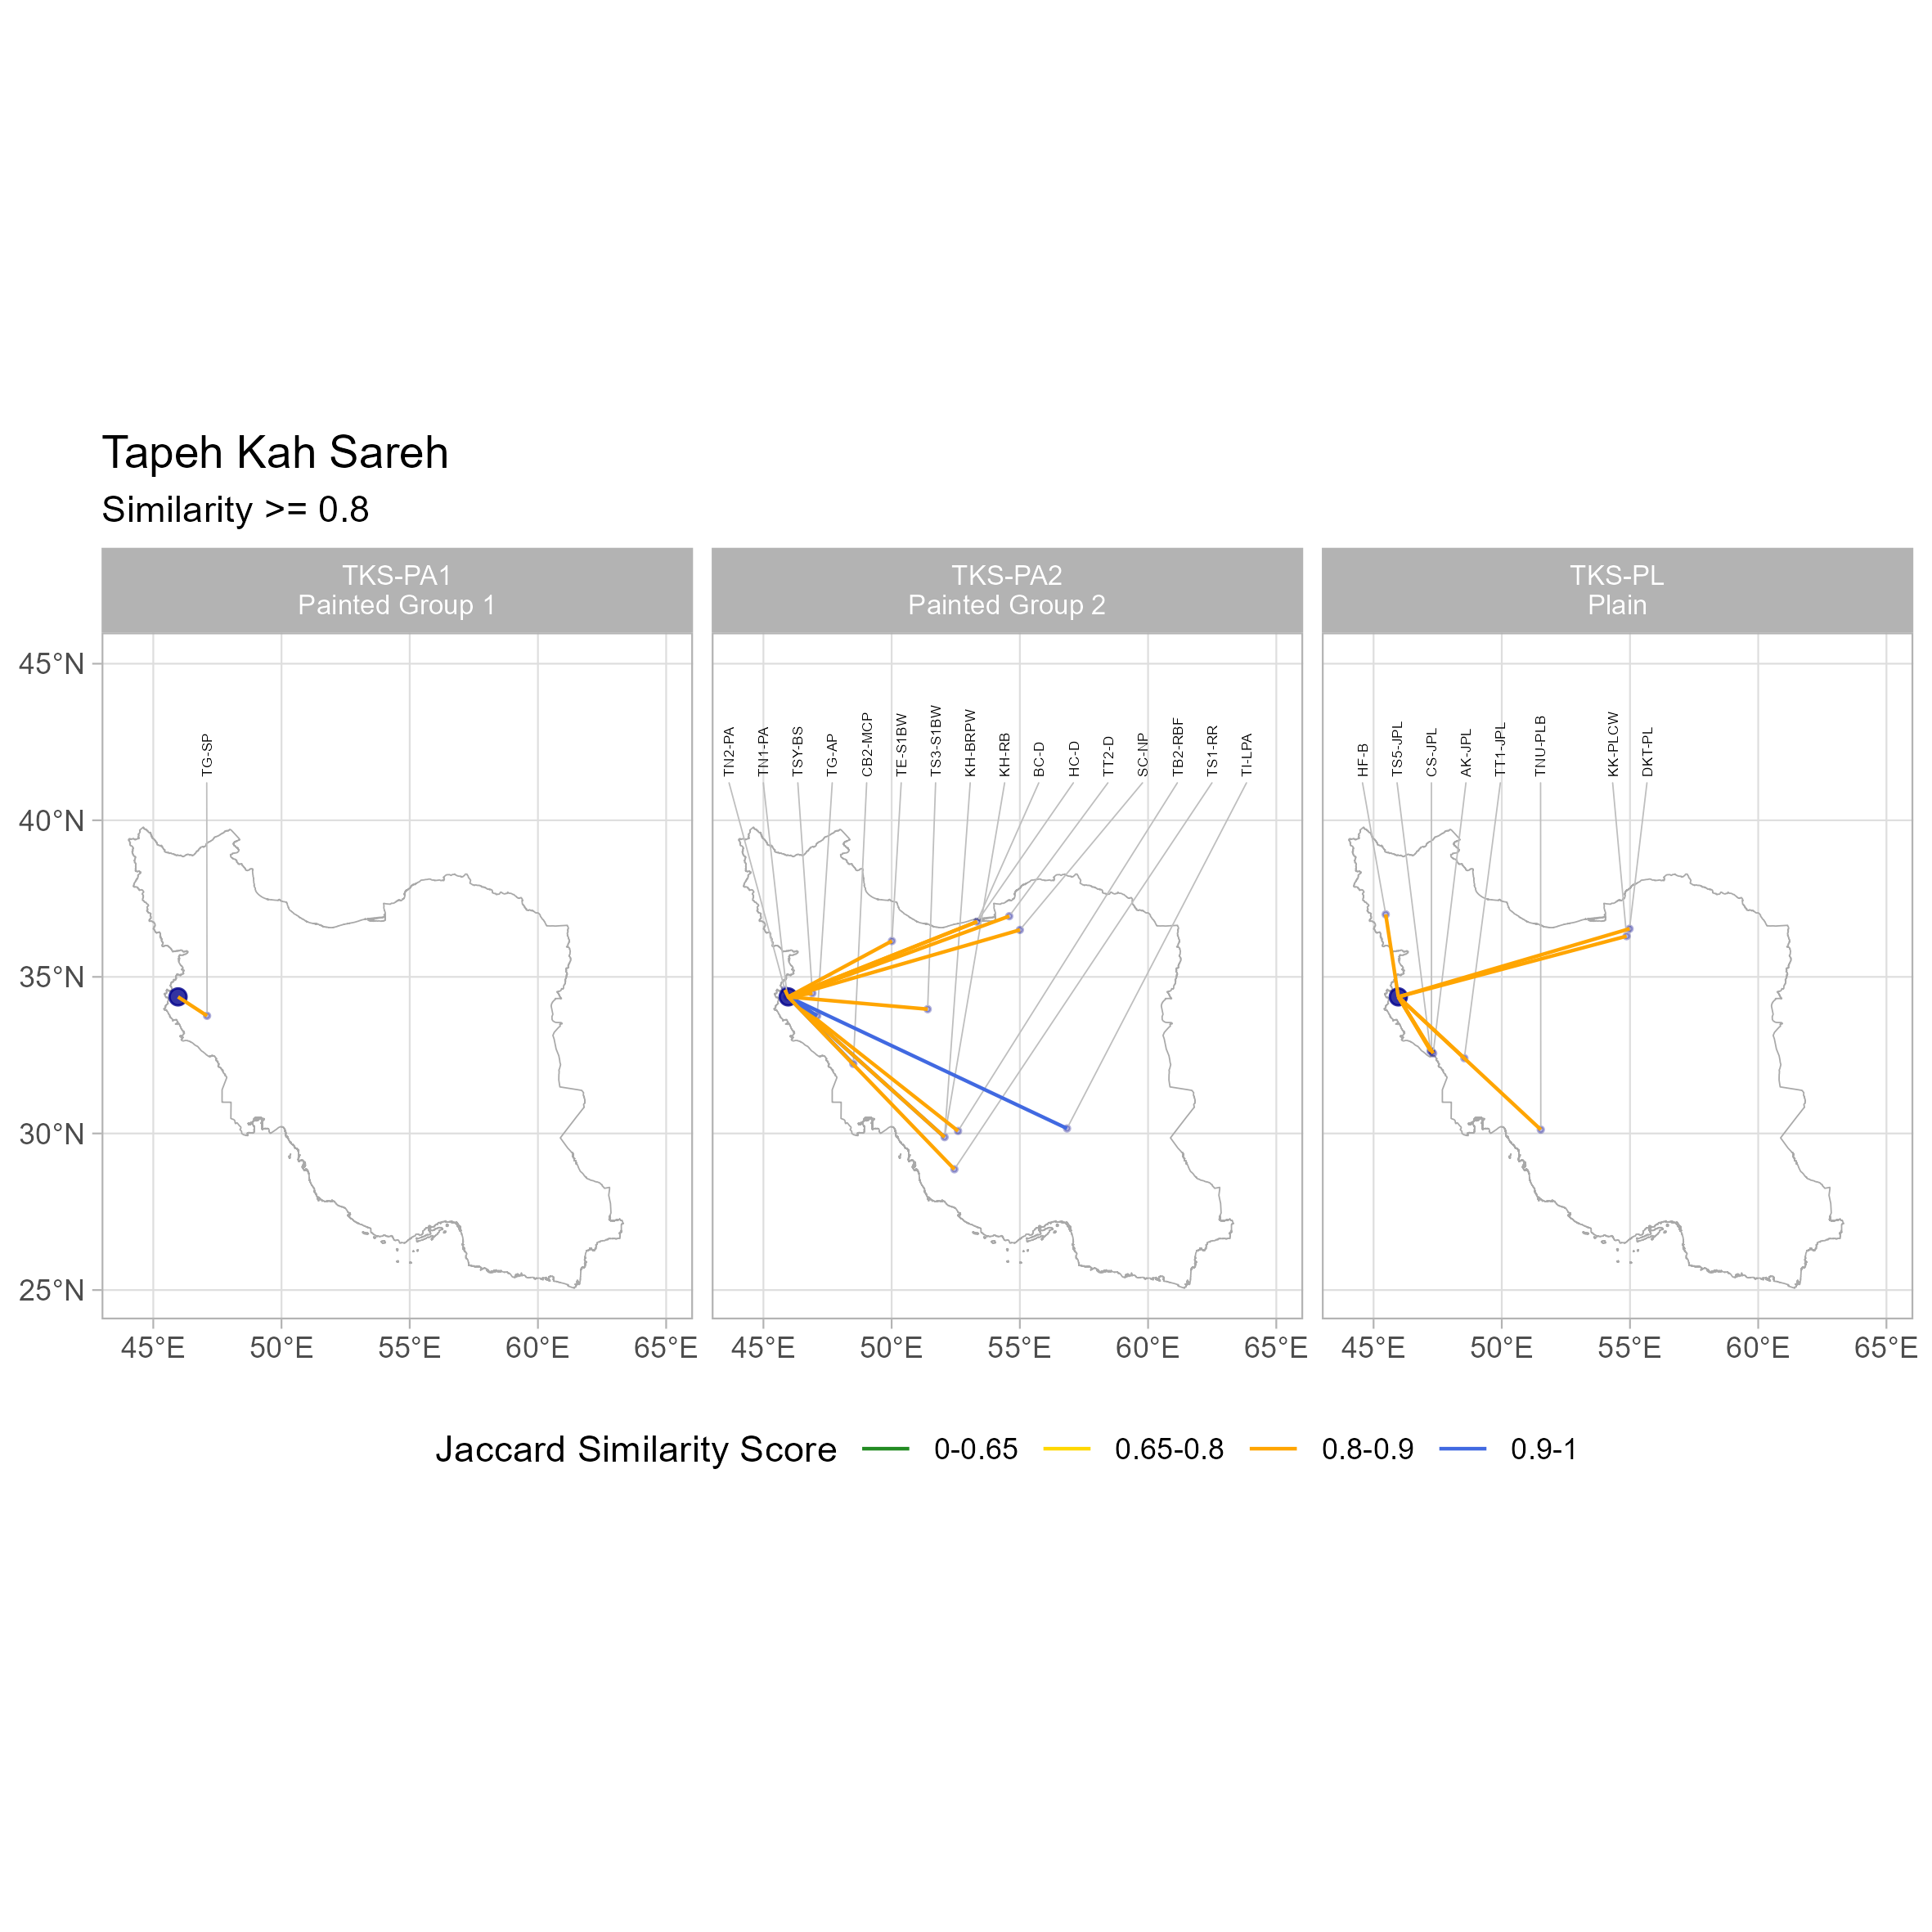 Tapeh Kah Sareh
Similarity >= 0.8
TKS-PA1
Painted Group 1
TKS-PA2
Painted Group 2
TKS-PL
Plain
45°N
40°N
35°N
30°N
25°N
TG-SP
TN2-PA
TN1-PA
TSY-BS
TG-AP
CB2-MCP
TE-S1BW
TS3-S1BW
KH-BRPW
KH-RB
BC-D
HC-D
TT2-D
SC-NP
TB2-RBF
TS1-RR
TI-LPA
HF-B
TS5-JPL
CS-JPL
AK-JPL
TT1-JPL
TNU-PLB
KK-PLCW
DKT-PL
45°E 50°E 55°E 60°E 65°E
45°E 50°E 55°E 60°E 65°E
45°E 50°E 55°E 60°E 65°E
Jaccard Similarity Score 0-0.65 0.65-0.8 0.8-0.9 0.9-1